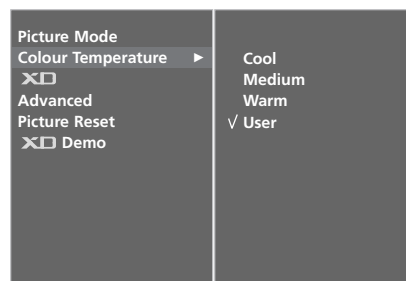 Picture Mode
Colour Temperature ►
XD
Advanced
Picture Reset
XD Demo
Cool
Medium
Warm
√ User